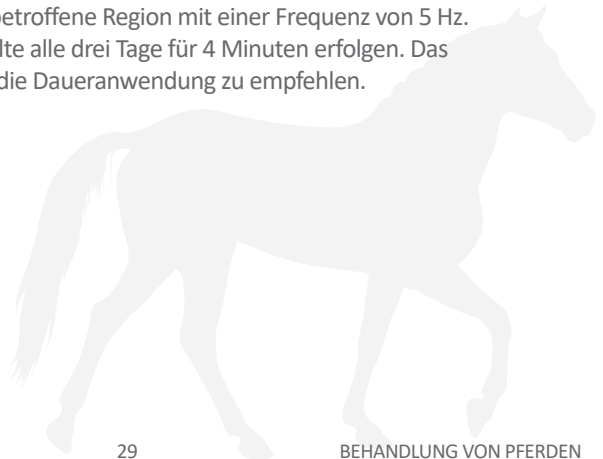 betroffene Region mit einer Frequenz von 5 Hz.
lte alle drei Tage für 4 Minuten erfolgen. Das
die Daueranwendung zu empfehlen.
29 BEHANDLUNG VON PFERDEN